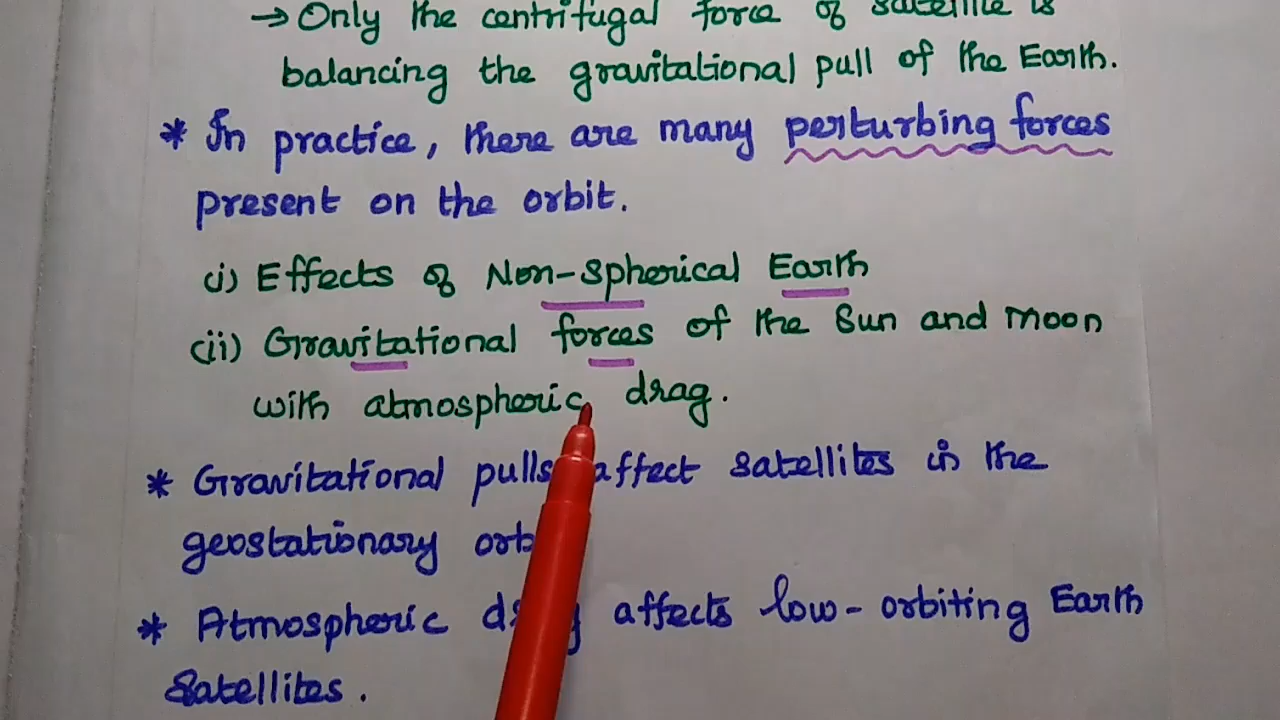 → Only the centrifugal force of satellite is
balancing the gravitational pull of the Earth.
* In practice, there are many perturbing forces
present on the orbit.
(i) Effects of Non-Spherical Earth
(ii) Gravitational forces of the Sun and Moon
with atmospheric drag.
* Gravitational pulls affect satellites in the
geostationary orb
* Atmospheric drag affects low-orbiting Earth
Satellites.